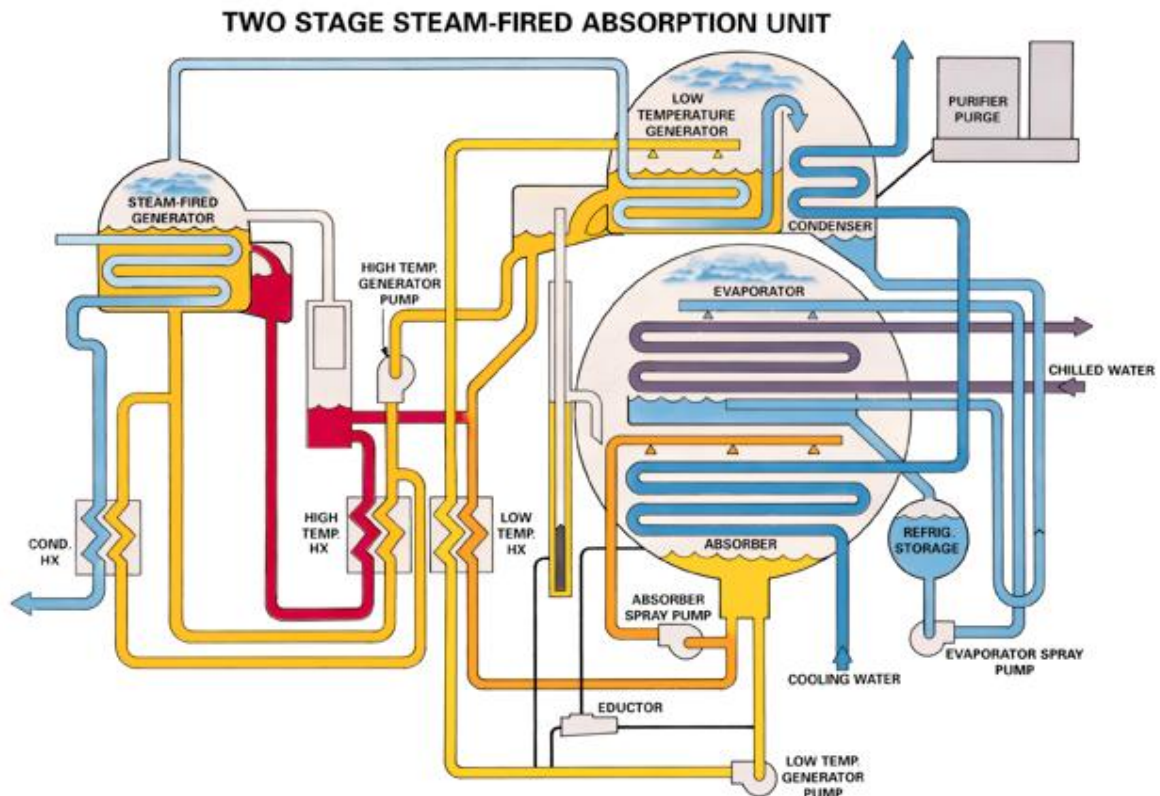 TWO STAGE STEAM-FIRED ABSORPTION UNIT
LOW
TEMPERATURE
GENERATOR
PURIFIER
PURGE
STEAM-FIRED
GENERATOR
CONDENSER
HIGH TEMP.
GENERATOR
PUMP
EVAPORATOR
CHILLED WATER
COND.
HX
HIGH
TEMP.
HX
LOW
TEMP.
HX
ABSORBER
REFRIG.
STORAGE
ABSORBER
SPRAY PUMP
EVAPORATOR SPRAY
PUMP
COOLING WATER
EDUCTOR
LOW TEMP.
GENERATOR
PUMP